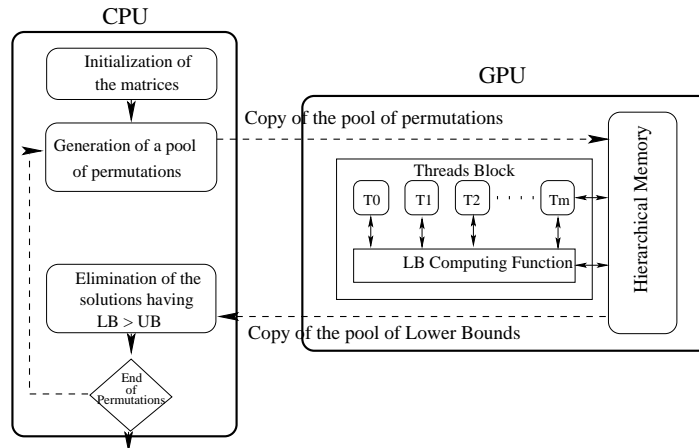 CPU
Initialization of
the matrices
Generation of a pool
of permutations
Elimination of the
solutions having
LB > UB
End
of
Permutations
Copy of the pool of permutations
Copy of the pool of Lower Bounds
GPU
Threads Block
T0 T1 T2 . . . . . Tm
LB Computing Function
Hierarchical Memory